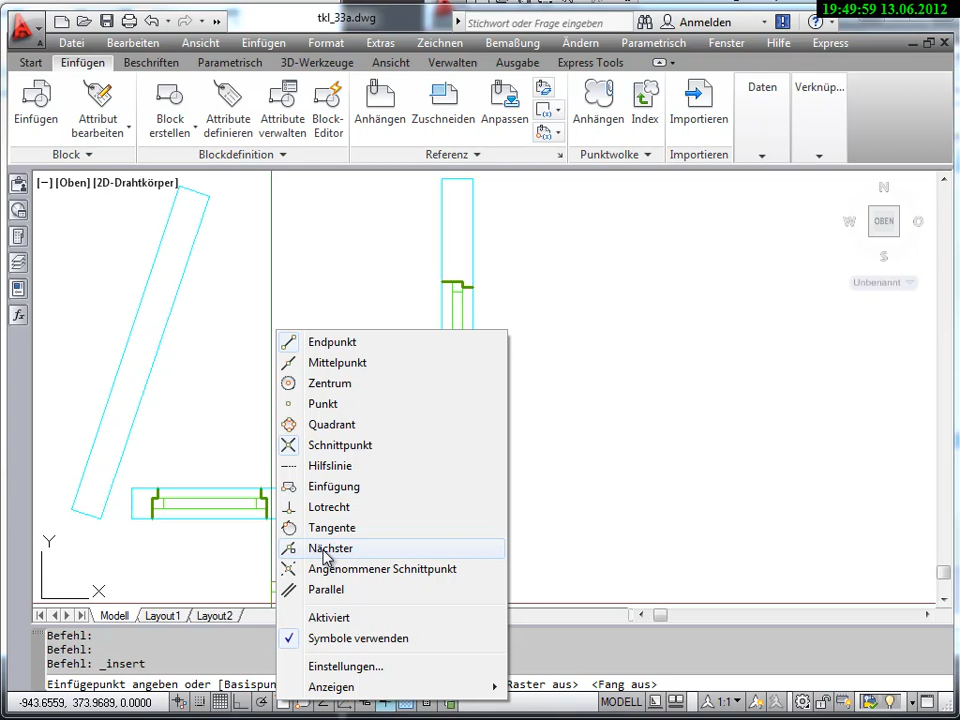 19:49:59 13.06.2012
tkl_33a.dwg
Stichwort oder Frage eingeben
Anmelden
Datei Bearbeiten Ansicht Einfügen Format Extras Zeichnen Bemaßung Ändern Parametrisch Fenster Hilfe Express
Start Einfügen Beschriften Parametrisch 3D-Werkzeuge Ansicht Verwalten Ausgabe Express Tools
Einfügen
Attribut bearbeiten
Block erstellen
Attribute definieren
Attribute verwalten
Block-Editor
Anhängen
Zuschneiden
Anpassen
Anhängen
Index
Importieren
Daten
Verknüp...
Block Blockdefinition Referenz Punktwolke Importieren
[−] [Oben] [2D-Drahtkörper]
N
W OBEN O
S
Unbenannt
Endpunkt
Mittelpunkt
Zentrum
Punkt
Quadrant
Schnittpunkt
Hilfslinie
Einfügung
Lotrecht
Tangente
Nächster
Angenommener Schnittpunkt
Parallel
Aktiviert
Symbole verwenden
Einstellungen...
Anzeigen
Y
X
Modell Layout1 Layout2
Befehl:
Befehl:
Befehl: _insert
Einfügepunkt angeben oder [Basispun
Raster aus> <Fang aus>
-943.6559, 373.9689, 0.0000
MODELL
1:1